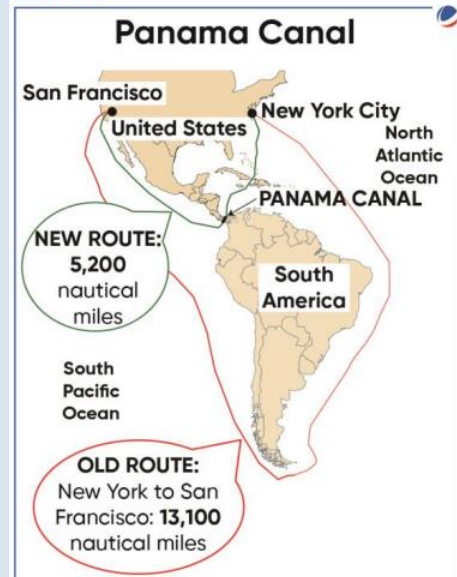 Panama Canal
San Francisco
New York City
United States
North
Atlantic
Ocean
PANAMA CANAL
NEW ROUTE:
5,200
nautical
miles
South
America
South
Pacific
Ocean
OLD ROUTE:
New York to San
Francisco: 13,100
nautical miles